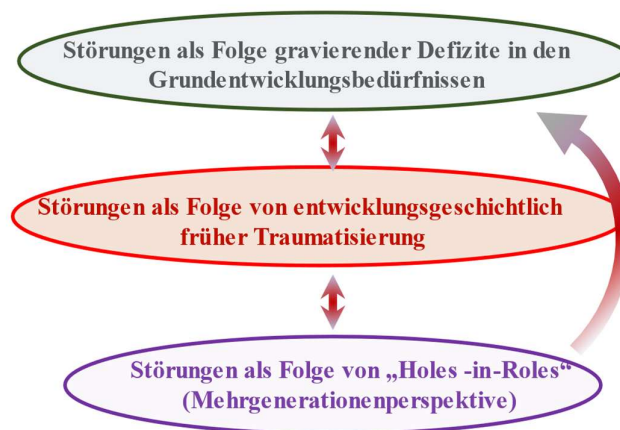 Störungen als Folge gravierender Defizite in den
Grundentwicklungsbedürfnissen
Störungen als Folge von entwicklungsgeschichtlich
früher Traumatisierung
Störungen als Folge von „Holes -in-Roles“
(Mehrgenerationenperspektive)